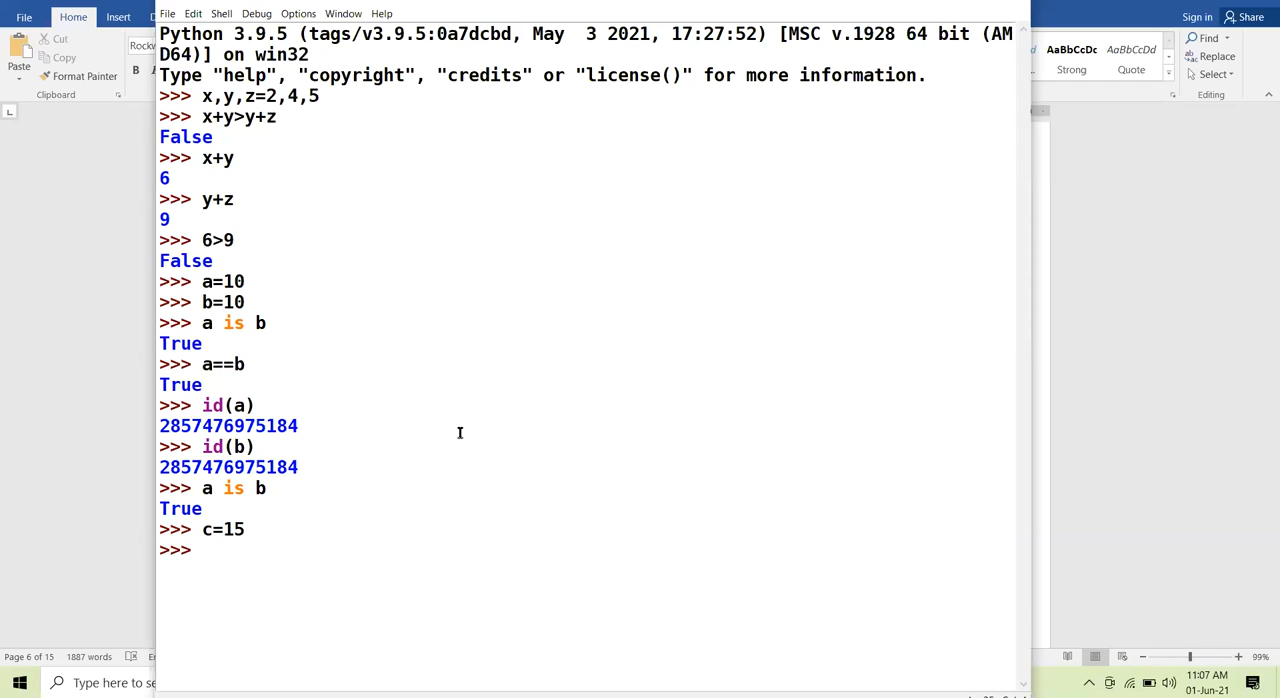 File Home Insert D
File Edit Shell Debug Options Window Help
Sign in Share
Cut
Copy
Paste
Format Painter
Clipboard
Rockw
B
AaBbCcDc AaBbCcDd
Strong Quote
Find
Replace
Select
Editing
Python 3.9.5 (tags/v3.9.5:0a7dcbd, May  3 2021, 17:27:52) [MSC v.1928 64 bit (AM
D64)] on win32
Type "help", "copyright", "credits" or "license()" for more information.
>>> x,y,z=2,4,5
>>> x+y>y+z
False
>>> x+y
6
>>> y+z
9
>>> 6>9
False
>>> a=10
>>> b=10
>>> a is b
True
>>> a==b
True
>>> id(a)
2857476975184
>>> id(b)
2857476975184
>>> a is b
True
>>> c=15
>>>
Page 6 of 15 1887 words
99%
Type here to se
11:07 AM
01-Jun-21